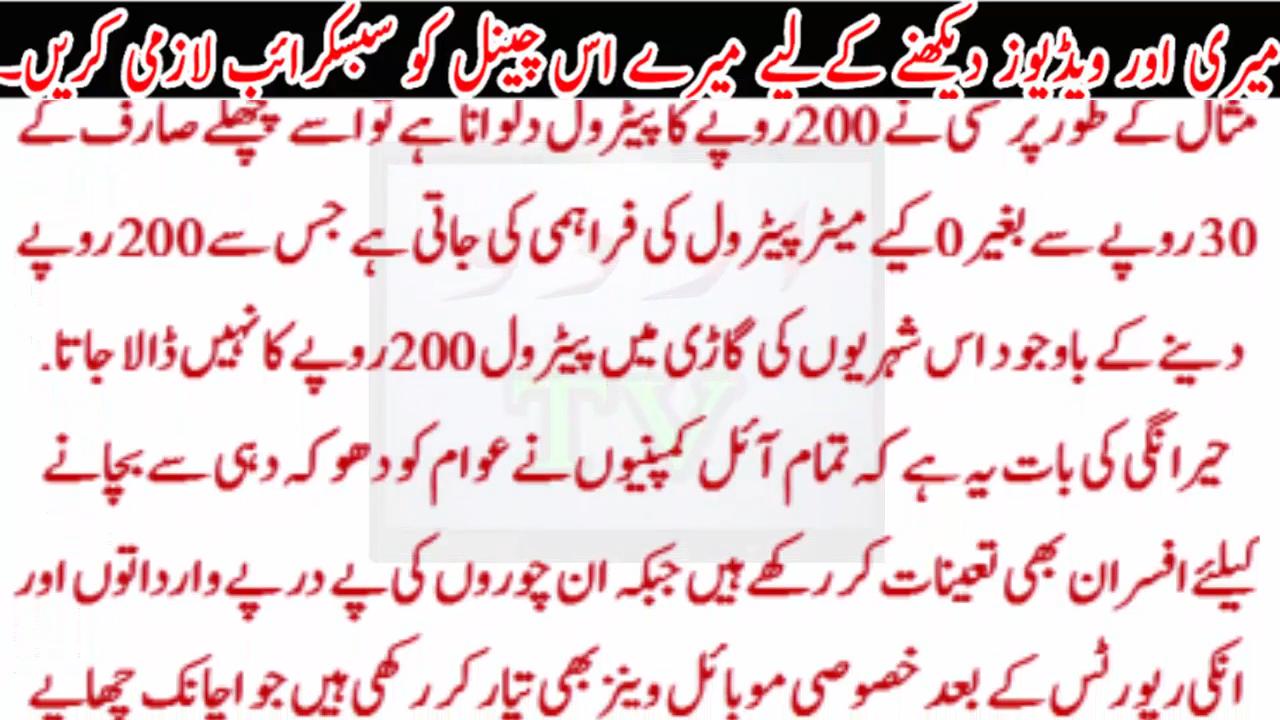 میری اور ویڈیوز دیکھنے کے لیے میرے اس چینل کو سبسکرائب لازمی کریں۔
مثال کے طور پر کسی نے 200 روپے کا پیٹرول دلوانا ہے تو اسے پچھلے صارف کے
30 روپے سے بغیر 0 کیے میٹر پیٹرول کی فراہمی کی جاتی ہے جس سے 200 روپے
دینے کے باوجود اس شہریوں کی گاڑی میں پیٹرول 200 روپے کا نہیں ڈالا جاتا.
حیرانگی کی بات یہ ہے کہ تمام آئل کمپنیوں نے عوام کو دھوکہ دہی سے بچانے
کیلئے افسران بھی تعینات کر رکھے ہیں جبکہ ان چوروں کی پے در پے وارداتوں اور
انکی رپورٹس کے بعد خصوصی موبائل وینز بھی تیار کر رکھی ہیں جو اچانک چھاپے
اردو
TV